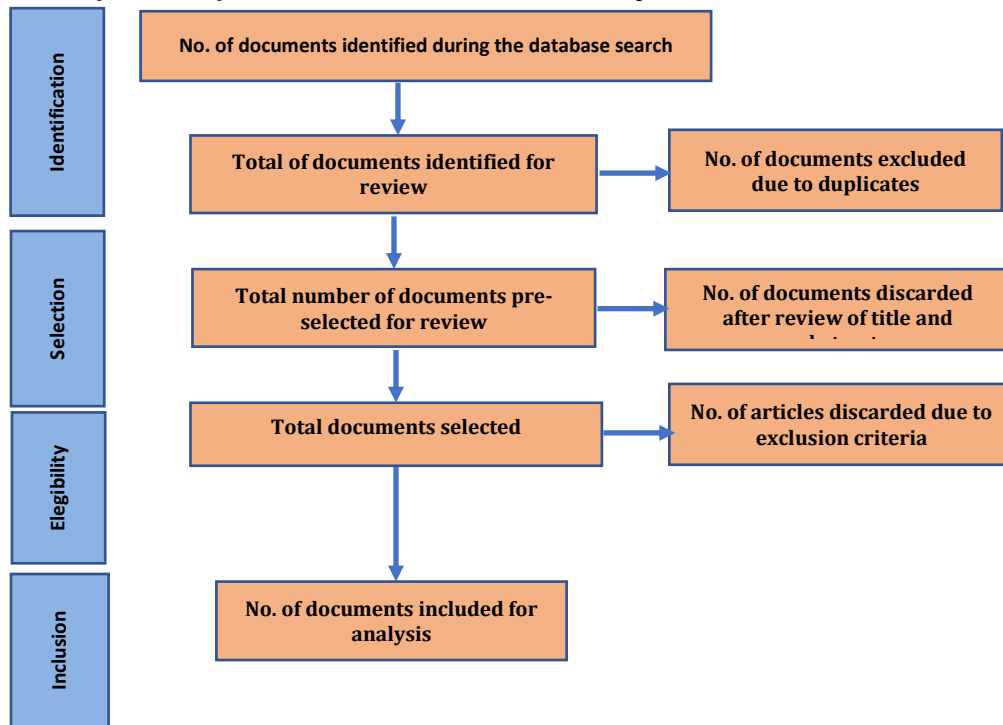 Identification
No. of documents identified during the database search
Total of documents identified for
review
No. of documents excluded
due to duplicates
Selection
Total number of documents pre-
selected for review
No. of documents discarded
after review of title and
Elegibility
Total documents selected
No. of articles discarded due to
exclusion criteria
Inclusion
No. of documents included for
analysis